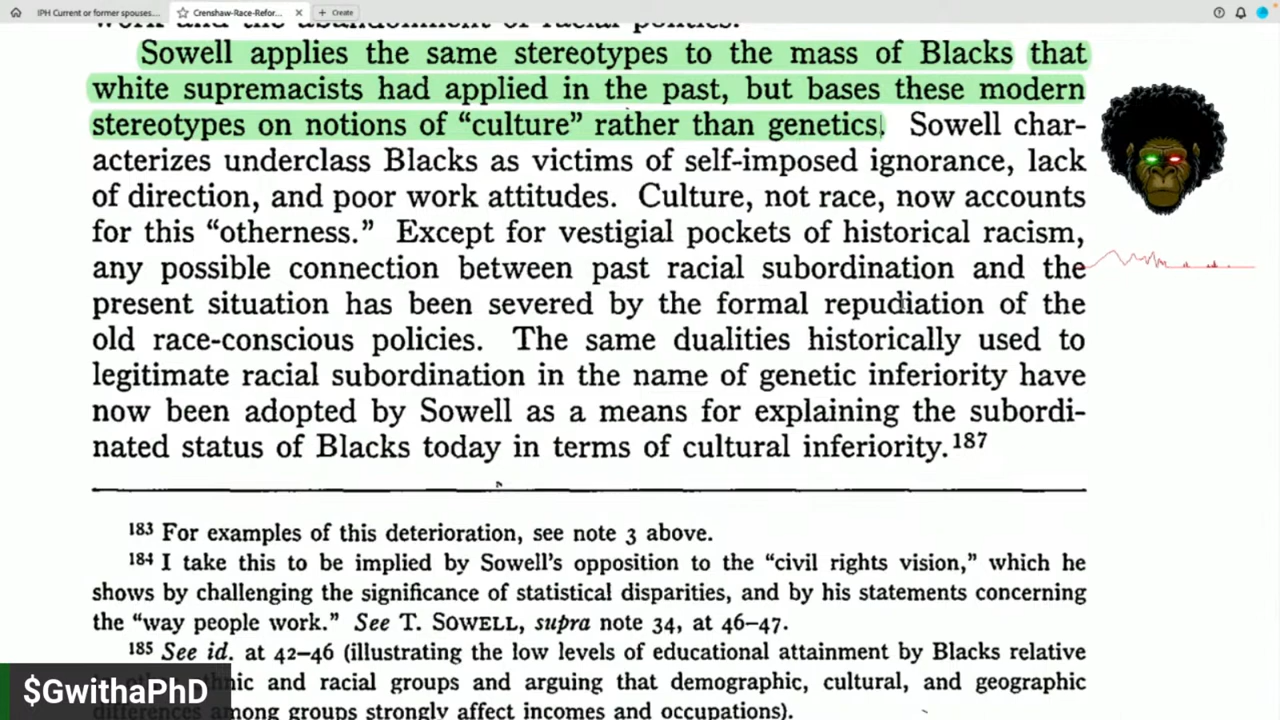 IPH Current or former spouses...
Crenshaw-Race-Refor...
Create
work and the abandonment of racial politics.
Sowell applies the same stereotypes to the mass of Blacks that
white supremacists had applied in the past, but bases these modern
stereotypes on notions of “culture” rather than genetics. Sowell char-
acterizes underclass Blacks as victims of self-imposed ignorance, lack
of direction, and poor work attitudes. Culture, not race, now accounts
for this “otherness.” Except for vestigial pockets of historical racism,
any possible connection between past racial subordination and the
present situation has been severed by the formal repudiation of the
old race-conscious policies. The same dualities historically used to
legitimate racial subordination in the name of genetic inferiority have
now been adopted by Sowell as a means for explaining the subordi-
nated status of Blacks today in terms of cultural inferiority.187
183 For examples of this deterioration, see note 3 above.
184 I take this to be implied by Sowell’s opposition to the “civil rights vision,” which he
shows by challenging the significance of statistical disparities, and by his statements concerning
the “way people work.” See T. SOWELL, supra note 34, at 46–47.
185 See id. at 42–46 (illustrating the low levels of educational attainment by Blacks relative
and racial groups and arguing that demographic, cultural, and geographic
among groups strongly affect incomes and occupations).
$GwithaPhD